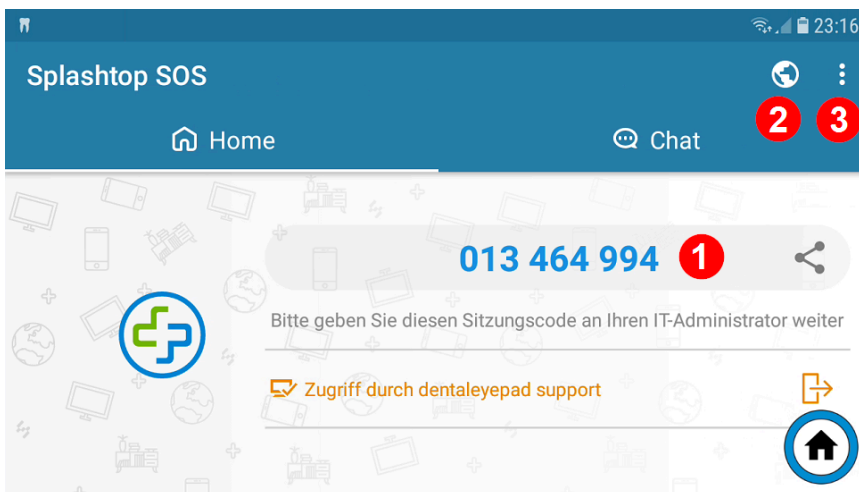 23:16
Splashtop SOS
2
3
Home
Chat
013 464 994
1
Bitte geben Sie diesen Sitzungscode an Ihren IT-Administrator weiter
Zugriff durch dentaleyepad support